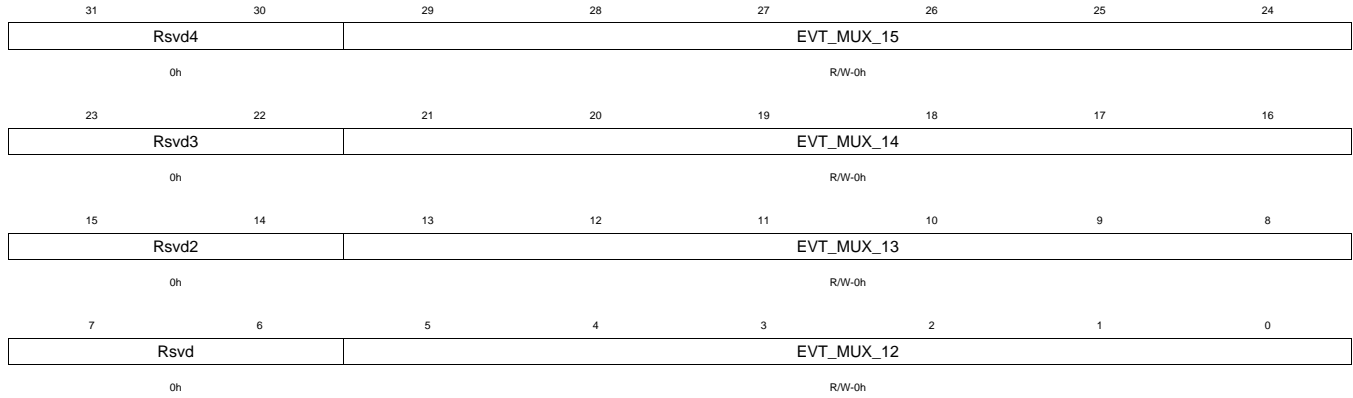 31 30 29 28 27 26 25 24
Rsvd4 EVT_MUX_15
0h R/W-0h
23 22 21 20 19 18 17 16
Rsvd3 EVT_MUX_14
0h R/W-0h
15 14 13 12 11 10 9 8
Rsvd2 EVT_MUX_13
0h R/W-0h
7 6 5 4 3 2 1 0
Rsvd EVT_MUX_12
0h R/W-0h